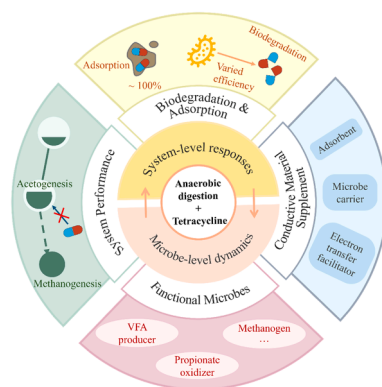 Adsorption
~ 100%
Biodegradation
Varied
efficiency
Biodegradation &
Adsorption
System Performance
Acetogenesis
Methanogenesis
System-level responses
Anaerobic
digestion
+
Tetracycline
Microbe-level dynamics
Conductive Material
Supplement
Adsorbent
Microbe
carrier
Electron
transfer
facilitator
Functional Microbes
VFA
producer
Methanogen
...
Propionate
oxidizer